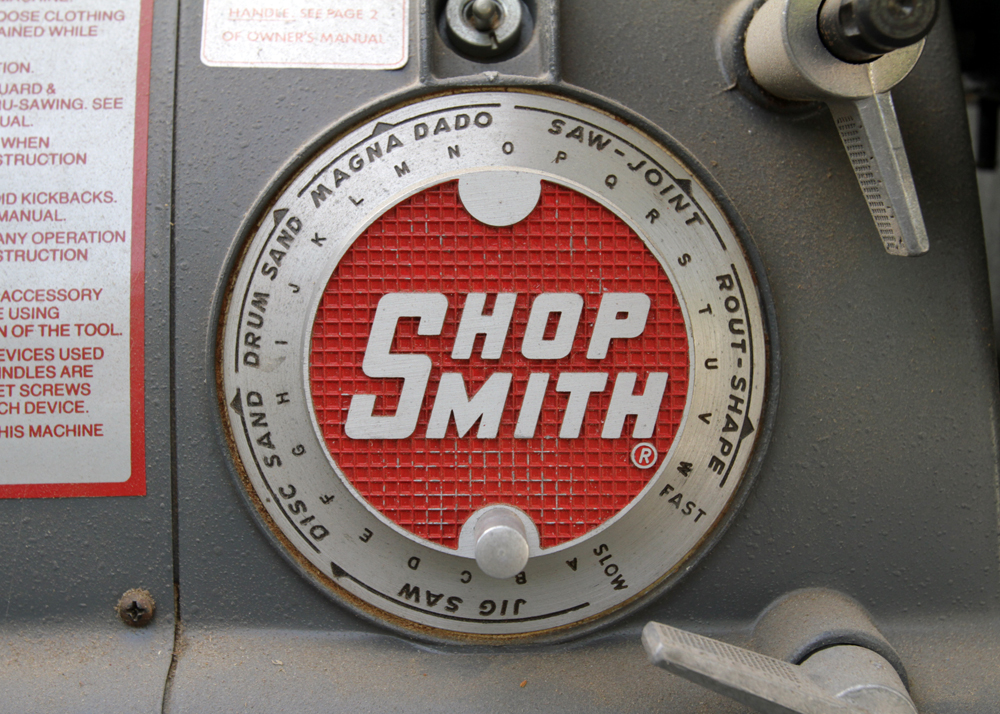 OOSE CLOTHING
AINED WHILE
TION.
UARD &
U-SAWING. SEE
UAL.
WHEN
STRUCTION
ID KICKBACKS.
MANUAL.
ANY OPERATION
STRUCTION
ACCESSORY
E USING
N OF THE TOOL.
EVICES USED
INDLES ARE
ET SCREWS
CH DEVICE.
HIS MACHINE
HANDLE. SEE PAGE 2
OF OWNER'S MANUAL
MAGNA DADO
SAW-JOINT
ROUT-SHAPE
FAST
SLOW
JIG SAW
DISC SAND
DRUM SAND
A B C D E F G H I J K L M N O P Q R S T U V W
SHOP
SMITH
®